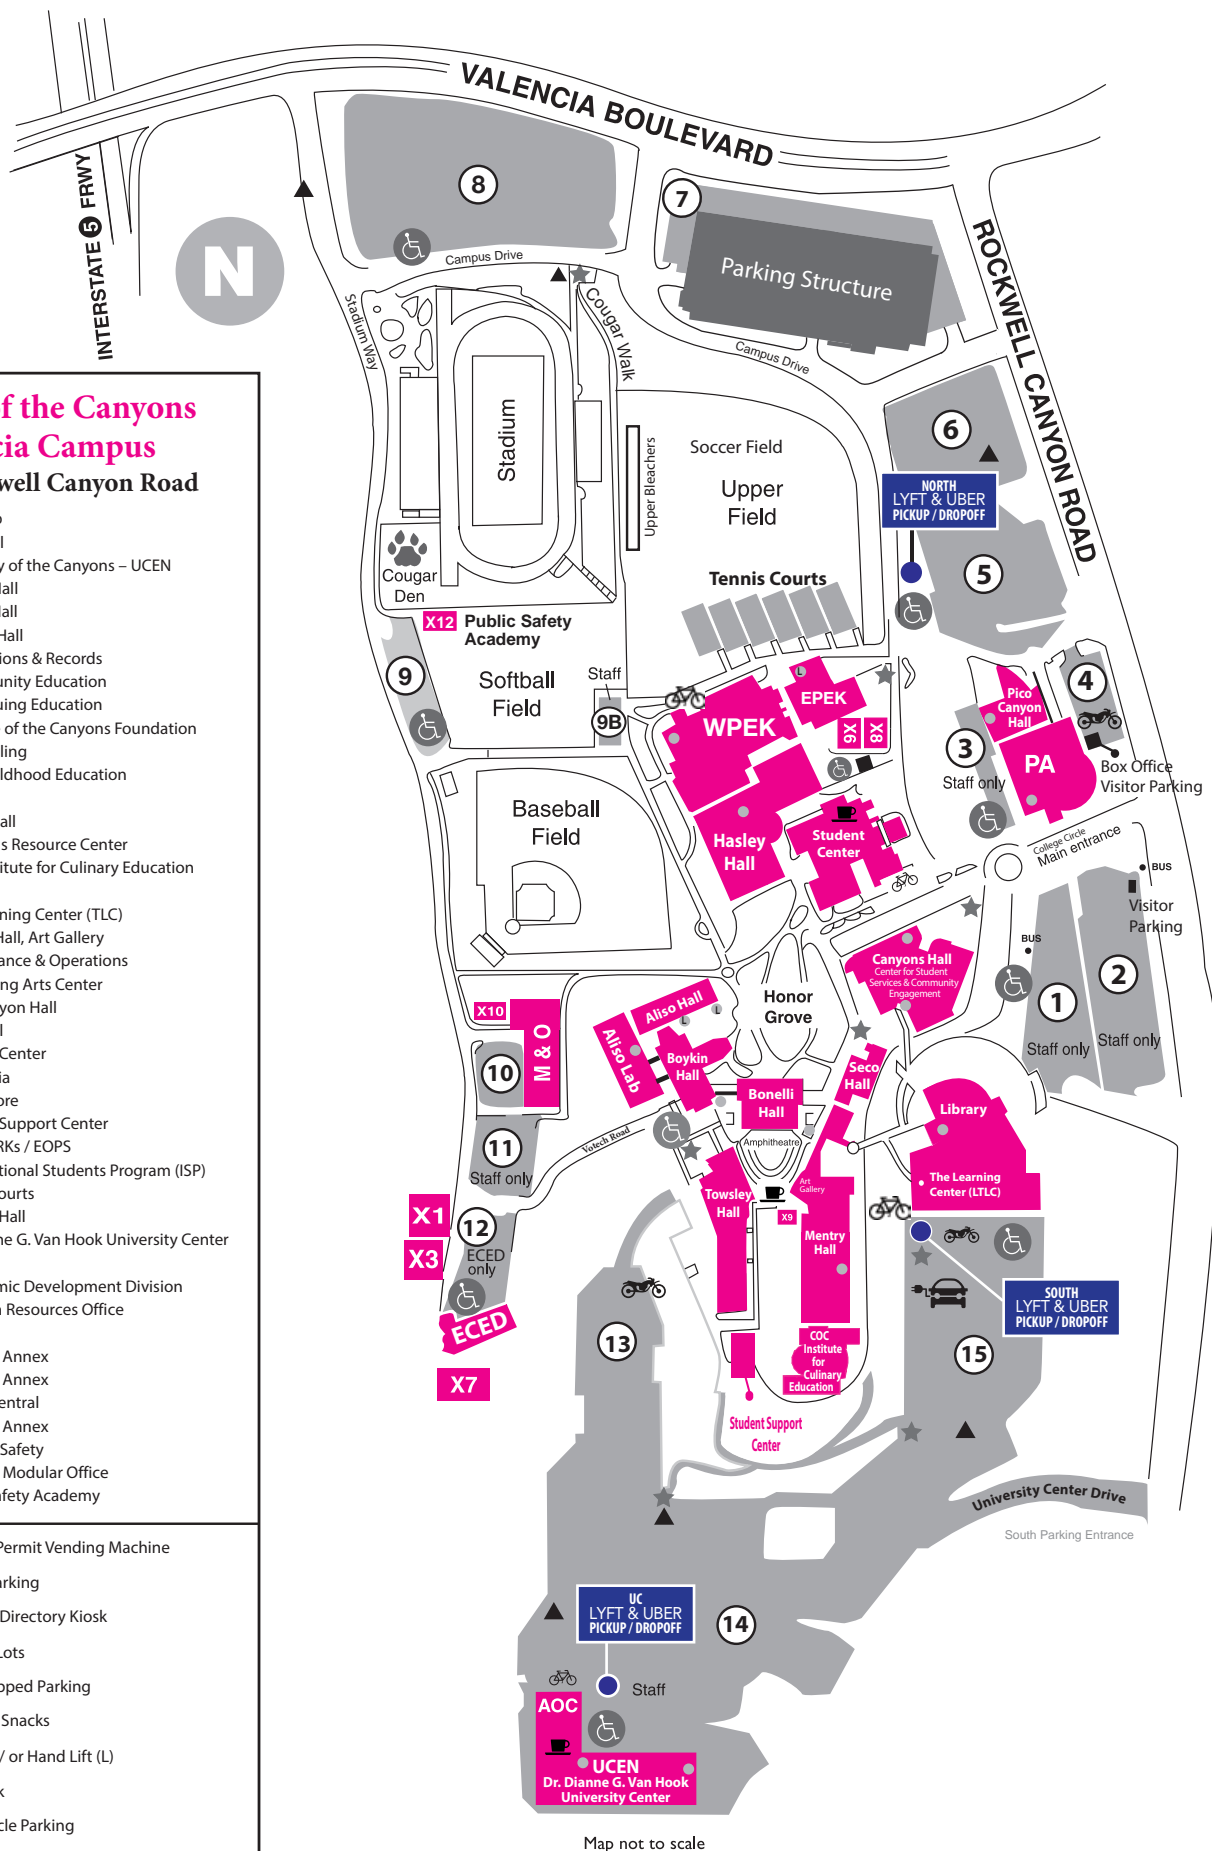 VALENCIA BOULEVARD
INTERSTATE 5 FRWY
N
8
7
Parking Structure
Campus Drive
Stadium Way
Cougar Walk
Campus Drive
ROCKWELL CANYON ROAD
Stadium
Upper Bleachers
Soccer Field
Upper
Field
6
NORTH
LYFT & UBER
PICKUP / DROPOFF
5
Cougar
Den
Tennis Courts
X12 Public Safety
Academy
9
Softball
Field
Staff
9B
WPEK
L
EPEK
X6
X8
Pico
Canyon
Hall
4
3
Staff only
PA
Box Office
Visitor Parking
Baseball
Field
Hasley
Hall
Student
Center
College Circle
Main entrance
BUS
Visitor
Parking
BUS
Canyons Hall
Center for Student
Services & Community
Engagement
1
Staff only
2
Staff only
Honor
Grove
X10
M & O
Aliso Hall
L
L
Aliso Lab
Boykin
Hall
Bonelli
Hall
Seco
Hall
Library
The Learning
Center (LTLC)
10
11
Staff only
Votech Road
Amphitheatre
Art
Gallery
Towsley
Hall
X9
Mentry
Hall
X1
X3
12
ECED
only
ECED
X7
13
COC
Institute
for
Culinary
Education
Student Support
Center
SOUTH
LYFT & UBER
PICKUP / DROPOFF
15
University Center Drive
South Parking Entrance
UC
LYFT & UBER
PICKUP / DROPOFF
14
Staff
AOC
UCEN
Dr. Dianne G. Van Hook
University Center
Map not to scale
of the Canyons
cia Campus
well Canyon Road
y of the Canyons – UCEN
Hall
Hall
Hall
ions & Records
unity Education
uing Education
of the Canyons Foundation
ling
ildhood Education
all
s Resource Center
itute for Culinary Education
ning Center (TLC)
Hall, Art Gallery
ance & Operations
ng Arts Center
yon Hall
l
Center
ia
ore
Support Center
RKs / EOPS
tional Students Program (ISP)
ourts
Hall
ne G. Van Hook University Center
mic Development Division
n Resources Office
Annex
Annex
entral
Annex
Safety
Modular Office
afety Academy
Permit Vending Machine
arking
Directory Kiosk
Lots
pped Parking
Snacks
/ or Hand Lift (L)
k
cle Parking